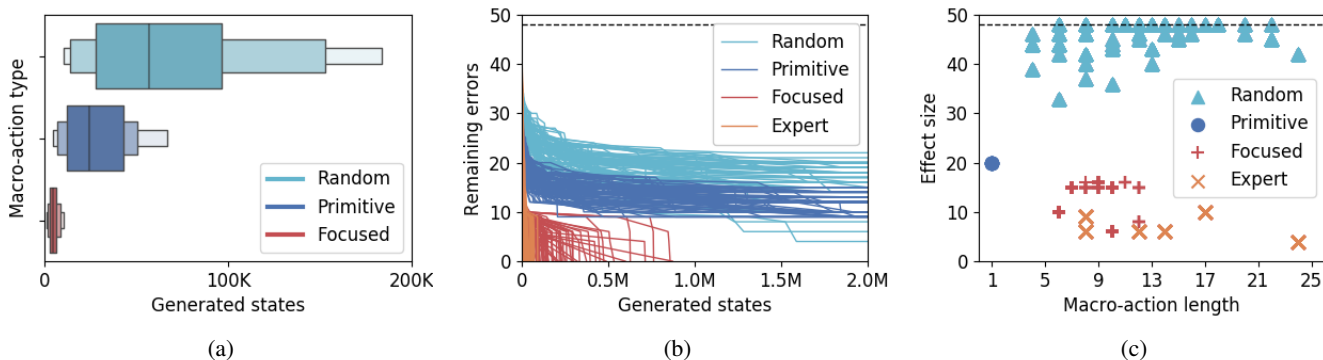 Macro-action type
Random
Primitive
Focused
0
100K
200K
Generated states
(a)
Remaining errors
50
40
30
20
10
0
Random
Primitive
Focused
Expert
0
0.5M
1.0M
1.5M
2.0M
Generated states
(b)
Effect size
50
40
30
20
10
0
Random
Primitive
Focused
Expert
1
5
9
13
17
21
25
Macro-action length
(c)